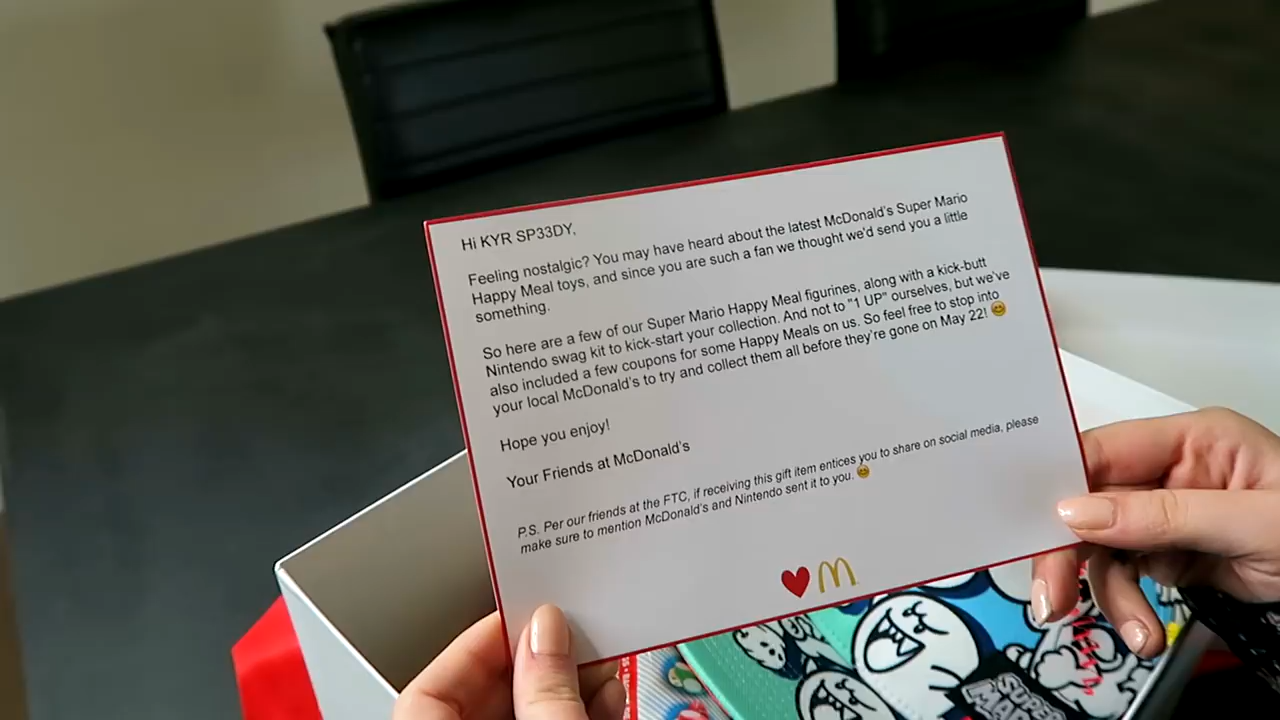 Hi KYR SP33DY,
Feeling nostalgic? You may have heard about the latest McDonald's Super Mario
Happy Meal toys, and since you are such a fan we thought we'd send you a little
something.
So here are a few of our Super Mario Happy Meal figurines, along with a kick-butt
Nintendo swag kit to kick-start your collection. And not to "1 UP" ourselves, but we've
also included a few coupons for some Happy Meals on us. So feel free to stop into
your local McDonald's to try and collect them all before they're gone on May 22! 😊
Hope you enjoy!
Your Friends at McDonald's
P.S. Per our friends at the FTC, if receiving this gift item entices you to share on social media, please
make sure to mention McDonald's and Nintendo sent it to you. 😊
SUPER